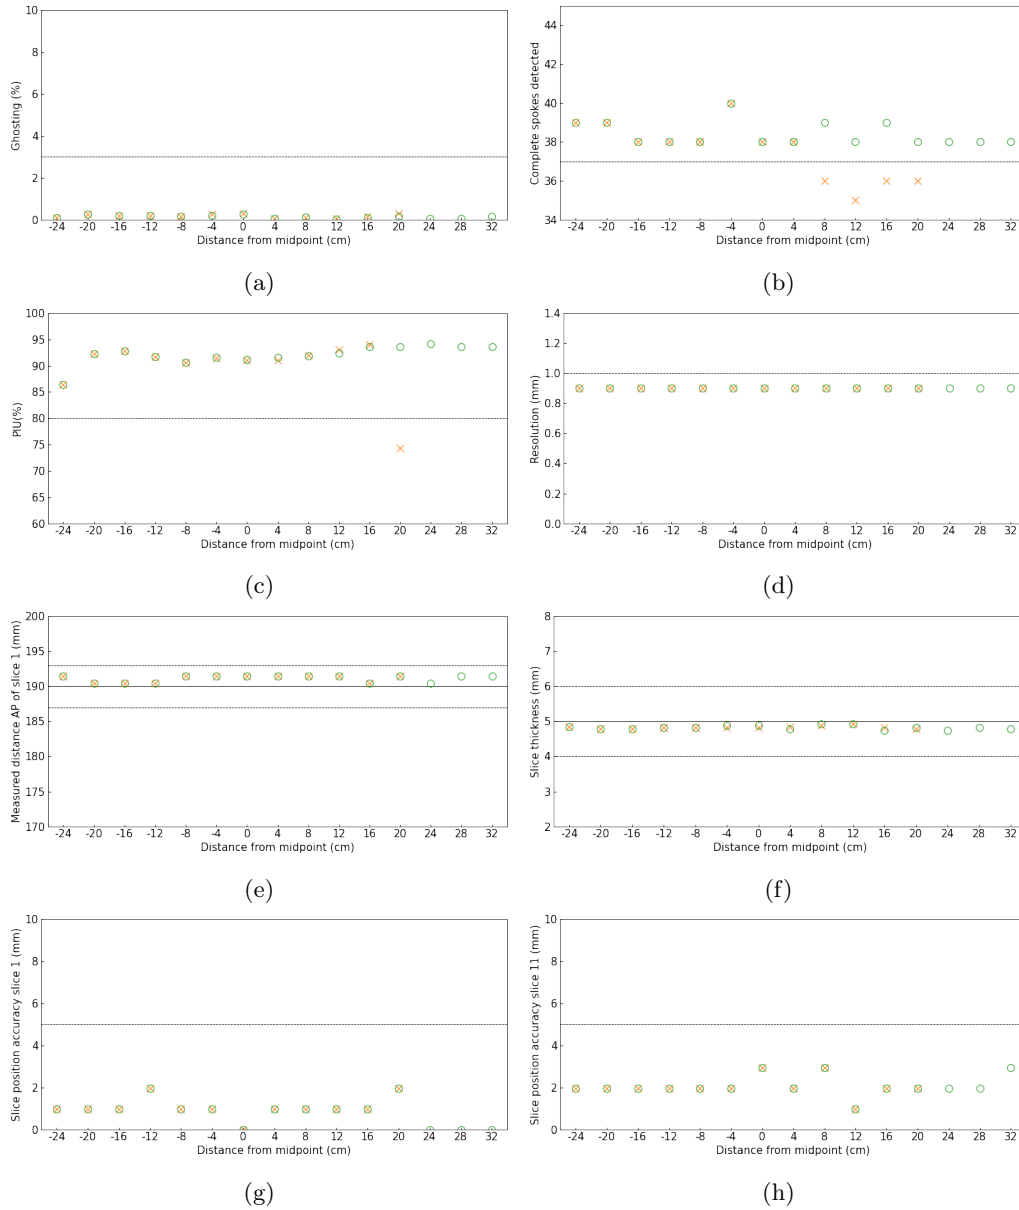 10
8
6
4
2
0
Ghosting (%)
-24 -20 -16 -12 -8 -4 0 4 8 12 16 20 24 28 32
Distance from midpoint (cm)
(a)
44
42
40
38
36
34
Complete spokes detected
-24 -20 -16 -12 -8 -4 0 4 8 12 16 20 24 28 32
Distance from midpoint (cm)
(b)
100
95
90
85
80
75
70
65
60
PIU(%)
-24 -20 -16 -12 -8 -4 0 4 8 12 16 20 24 28 32
Distance from midpoint (cm)
(c)
1.4
1.2
1.0
0.8
0.6
0.4
0.2
0.0
Resolution (mm)
-24 -20 -16 -12 -8 -4 0 4 8 12 16 20 24 28 32
Distance from midpoint (cm)
(d)
200
195
190
185
180
175
170
Measured distance AP of slice 1 (mm)
-24 -20 -16 -12 -8 -4 0 4 8 12 16 20 24 28 32
Distance from midpoint (cm)
(e)
8
7
6
5
4
3
2
Slice thickness (mm)
-24 -20 -16 -12 -8 -4 0 4 8 12 16 20 24 28 32
Distance from midpoint (cm)
(f)
10
8
6
4
2
0
Slice position accuracy slice 1 (mm)
-24 -20 -16 -12 -8 -4 0 4 8 12 16 20 24 28 32
Distance from midpoint (cm)
(g)
10
8
6
4
2
0
Slice position accuracy slice 11 (mm)
-24 -20 -16 -12 -8 -4 0 4 8 12 16 20 24 28 32
Distance from midpoint (cm)
(h)